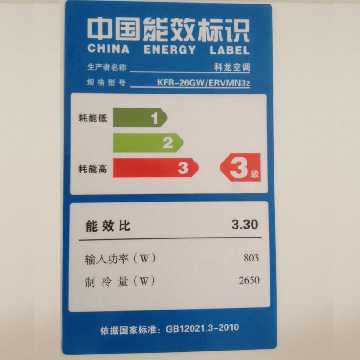 中国能效标识
CHINA ENERGY LABEL
生产者名称 科龙空调
规格型号 KFR-26GW/ERVMN3z
耗能低 1
2
耗能高 3 3级
能效比 3.30
输入功率(W) 803
制冷量(W) 2650
依据国家标准: GB12021.3-2010